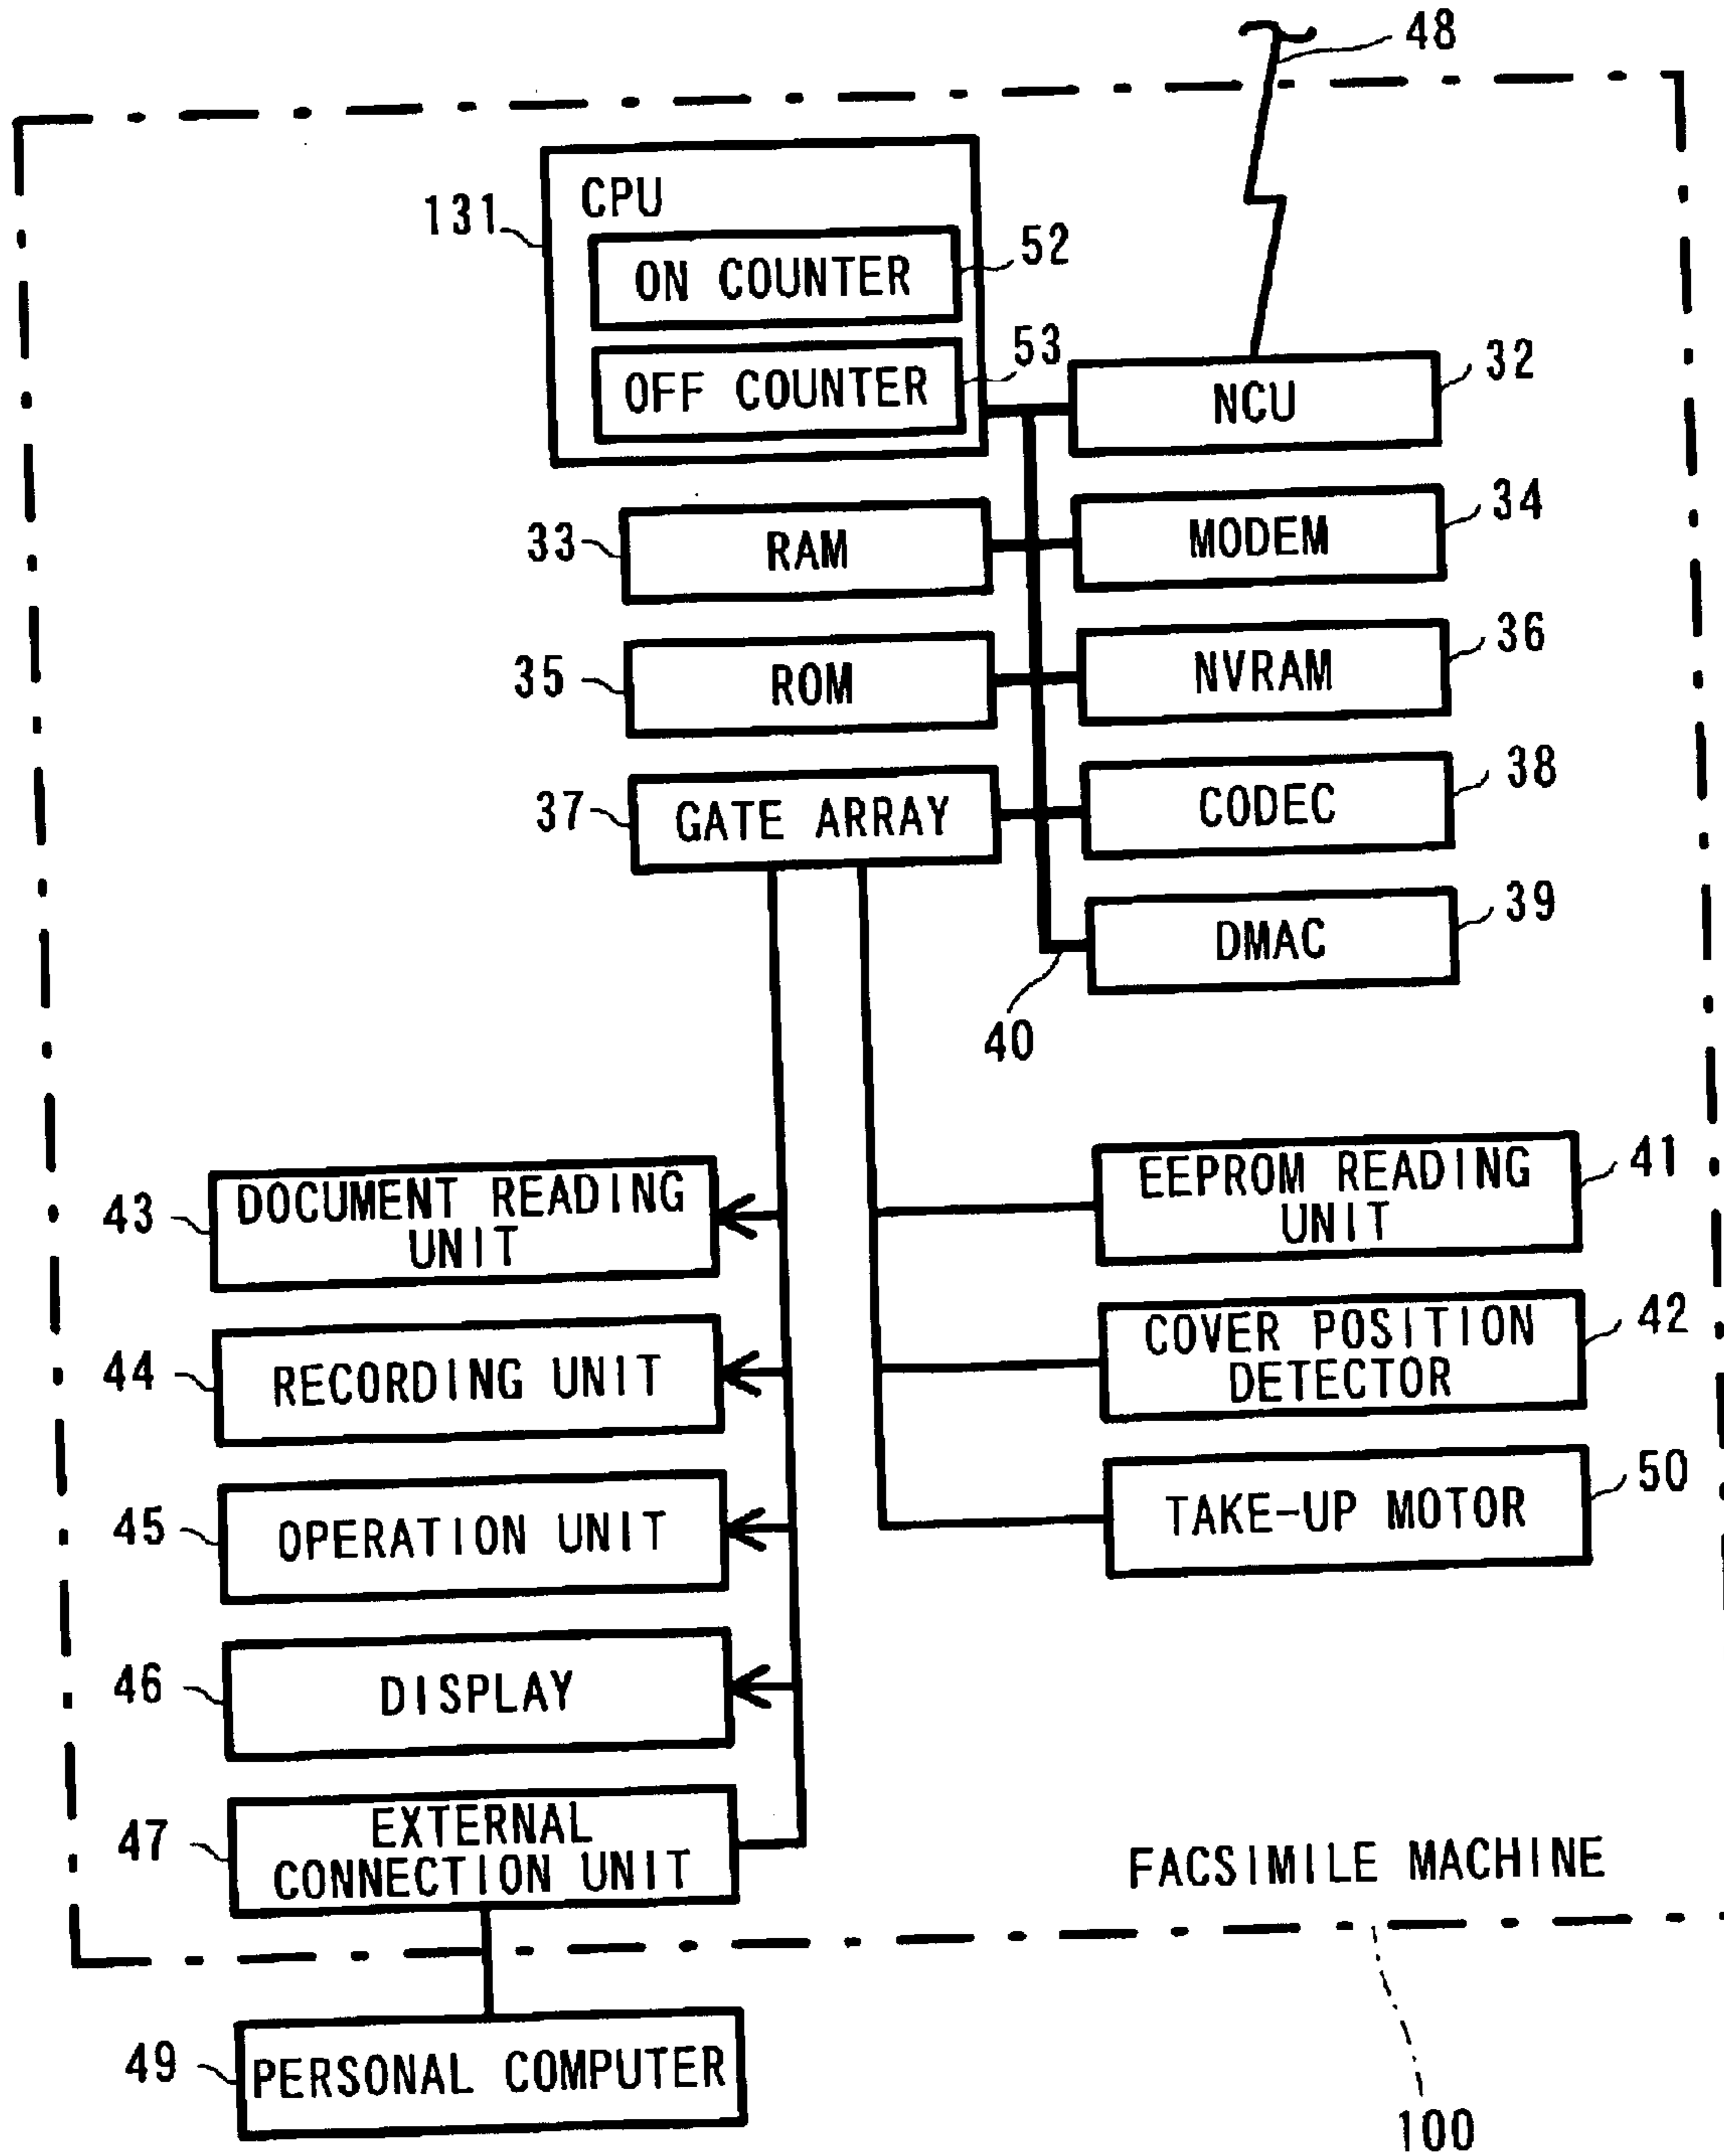 48
131
CPU
52
ON COUNTER
53
OFF COUNTER
32
NCU
33
RAM
34
MODEM
35
ROM
36
NVRAM
37
GATE ARRAY
38
CODEC
39
DMAC
40
43
DOCUMENT READING
UNIT
41
EEPROM READING
UNIT
44
RECORDING UNIT
42
COVER POSITION
DETECTOR
45
OPERATION UNIT
50
TAKE-UP MOTOR
46
DISPLAY
47
EXTERNAL
CONNECTION UNIT
FACSIMILE MACHINE
49
PERSONAL COMPUTER
100